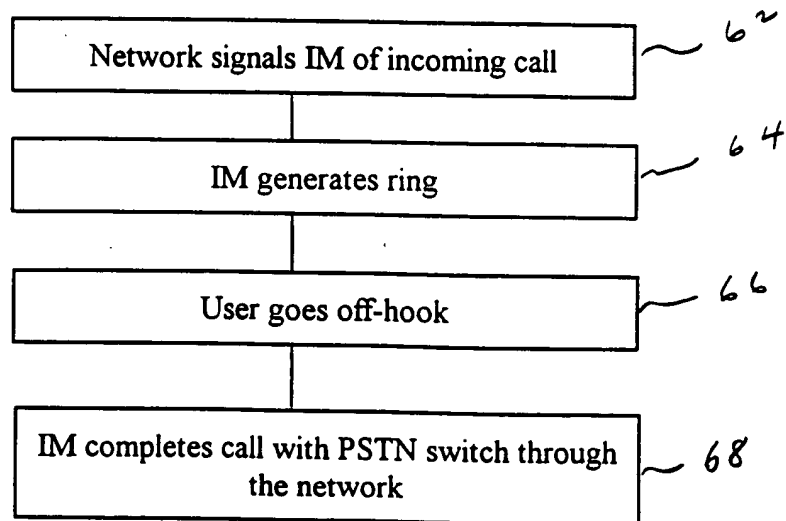 Network signals IM of incoming call
62
IM generates ring
64
User goes off-hook
66
IM completes call with PSTN switch through
the network
68